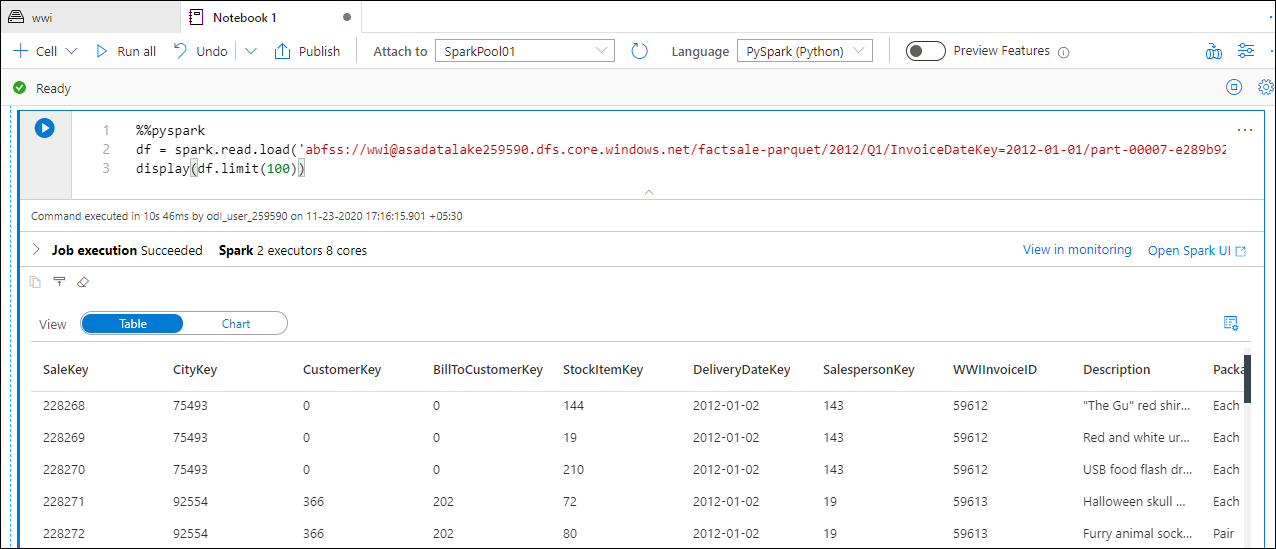 wwi
Notebook 1
Cell Run all Undo Publish Attach to SparkPool01 Language PySpark (Python) Preview Features
Ready
1 %%pyspark
2 df = spark.read.load('abfss://wwi@asadatalake259590.dfs.core.windows.net/factsale-parquet/2012/Q1/InvoiceDateKey=2012-01-01/part-00007-e289b92
3 display(df.limit(100))
Command executed in 10s 46ms by odl_user_259590 on 11-23-2020 17:16:15.901 +05:30
Job execution Succeeded Spark 2 executors 8 cores View in monitoring Open Spark UI
View Table Chart
SaleKey CityKey CustomerKey BillToCustomerKey StockItemKey DeliveryDateKey SalespersonKey WWIInvoiceID Description Packa
228268 75493 0 0 144 2012-01-02 143 59612 "The Gu" red shir... Each
228269 75493 0 0 19 2012-01-02 143 59612 Red and white ur... Each
228270 75493 0 0 210 2012-01-02 143 59612 USB food flash dr... Each
228271 92554 366 202 72 2012-01-02 19 59613 Halloween skull ... Each
228272 92554 366 202 80 2012-01-02 19 59613 Furry animal sock... Pair